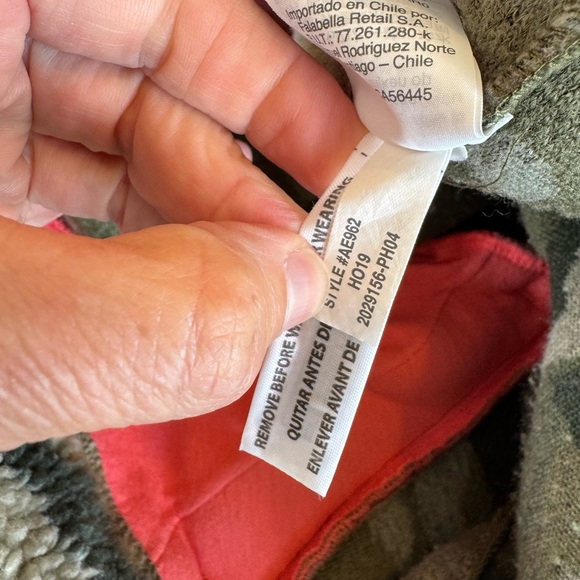 Importado en Chile por:
Falabella Retail S.A.
77.261.280-k
Rodriguez Norte
– Chile
A56445
WEARING
STYLE #AE962
HO19
2029156-PH04
REMOVE BEFORE
QUITAR ANTES
ENLEVER AVANT DE